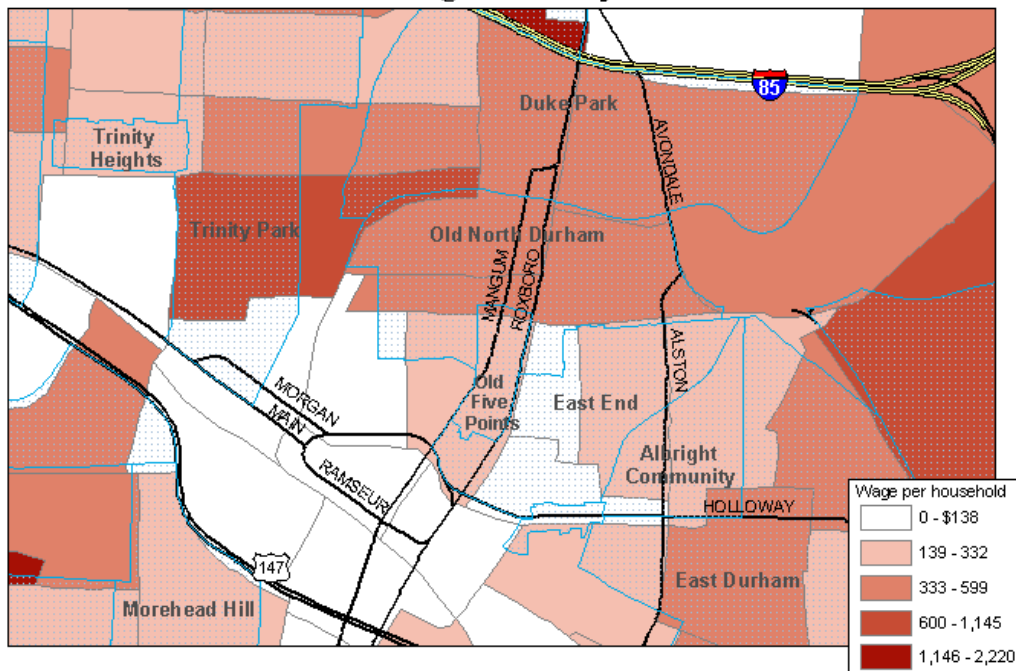 85
Duke Park
AVONDALE
Trinity
Heights
Trinity Park
Old North Durham
MANGUM
ROXBORO
ALSTON
MORGAN
MAIN
Old
Five
Points
East End
Albright
Community
RAMSEUR
HOLLOWAY
147
East Durham
Morehead Hill
Wage per household
0 - $138
139 - 332
333 - 599
600 - 1,145
1,146 - 2,220